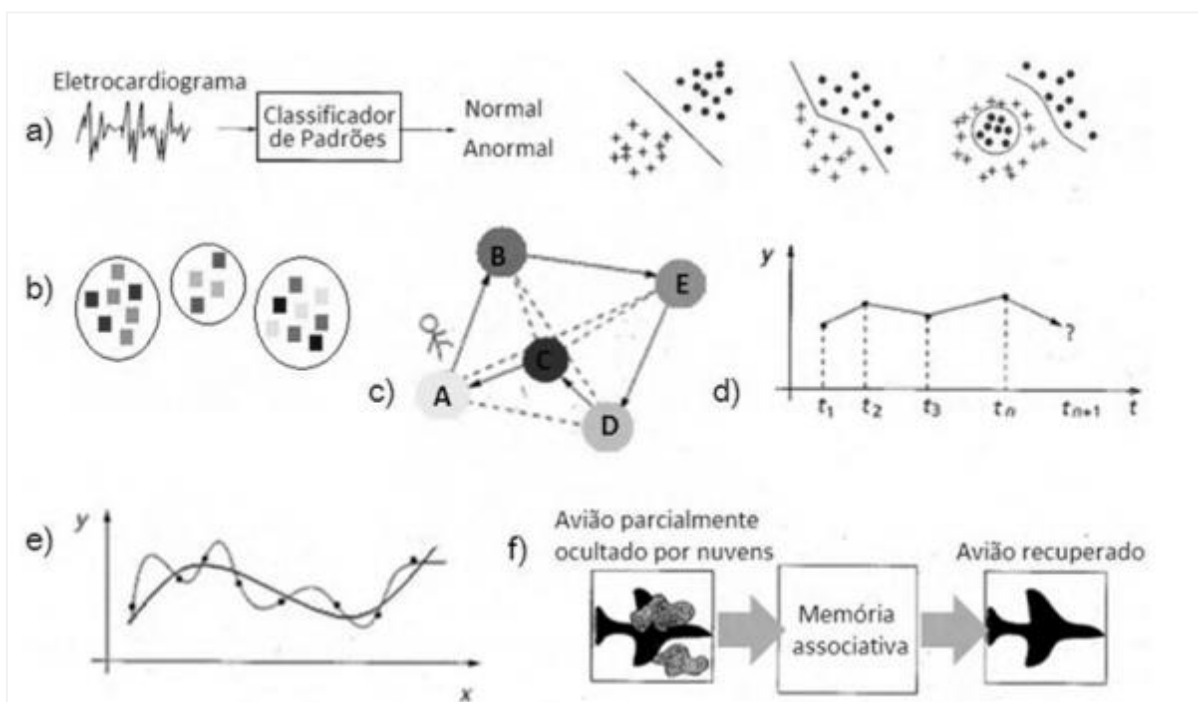 a)
Eletrocardiograma
Classificador
de Padrões
Normal
Anormal
b)
c)
A
B
C
D
E
d)
y
?
t₁ t₂ t₃ tₙ tₙ₊₁ t
e)
y
x
f)
Avião parcialmente
ocultado por nuvens
Memória
associativa
Avião recuperado